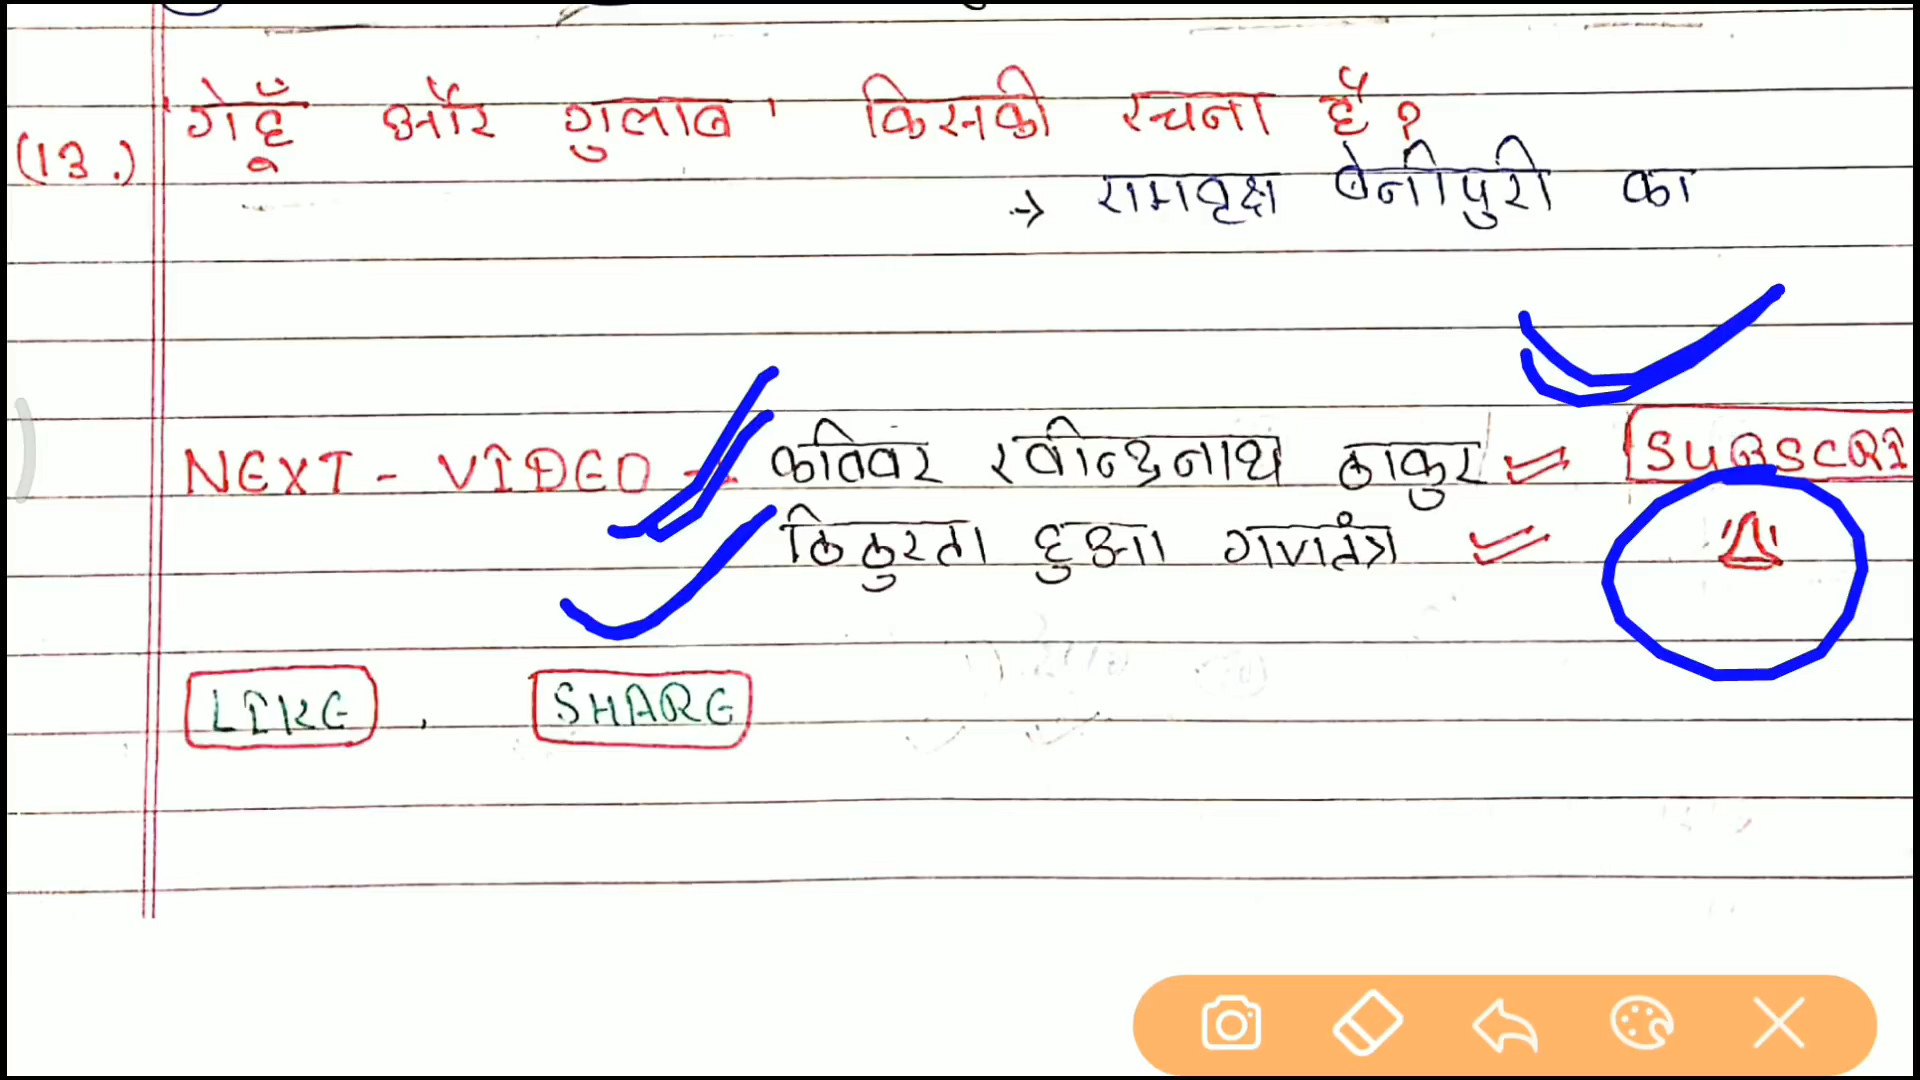 (13.) 'गेहूँ और गुलाब' किसकी रचना है?
→ रामवृक्ष बेनीपुरी का
NEXT - VIDEO - कविवर रवीन्द्रनाथ ठाकुर SUBSCRI
ठिठुरता हुआ गणतंत्र
LIKE , SHARE